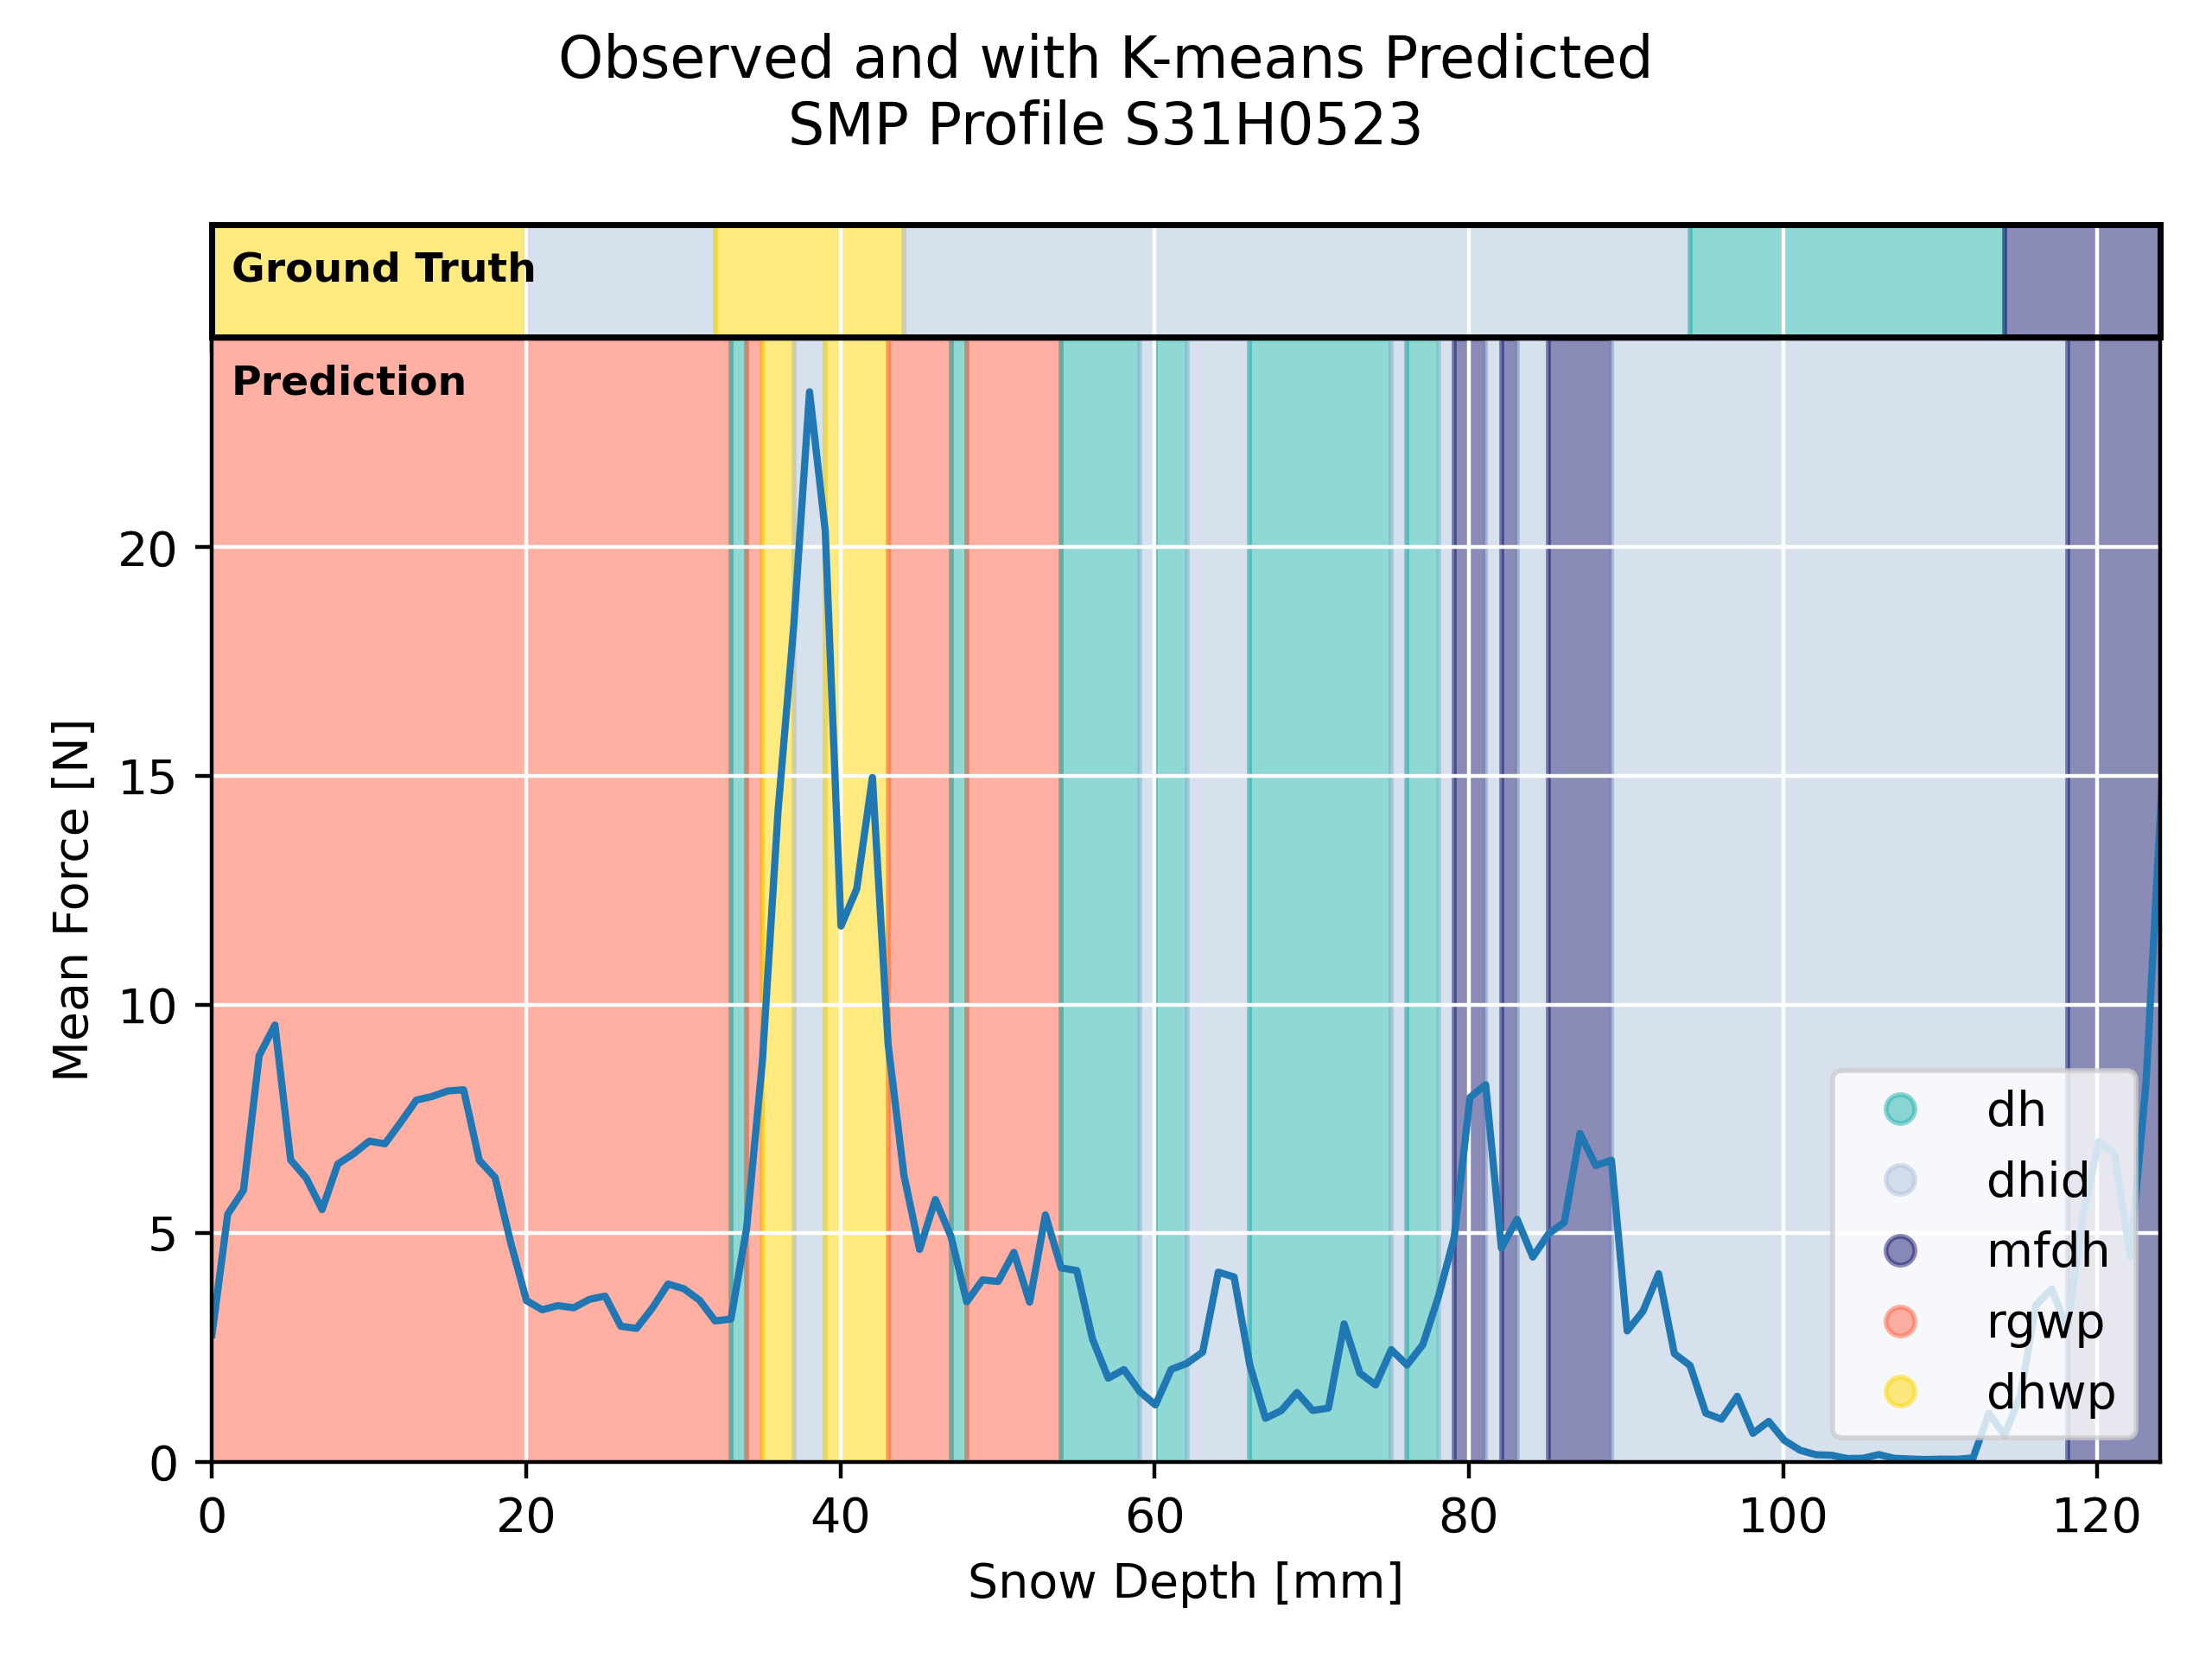 Observed and with K-means Predicted
SMP Profile S31H0523
Ground Truth
Prediction
20
15
10
5
0
Mean Force [N]
dh
dhid
mfdh
rgwp
dhwp
0 20 40 60 80 100 120
Snow Depth [mm]